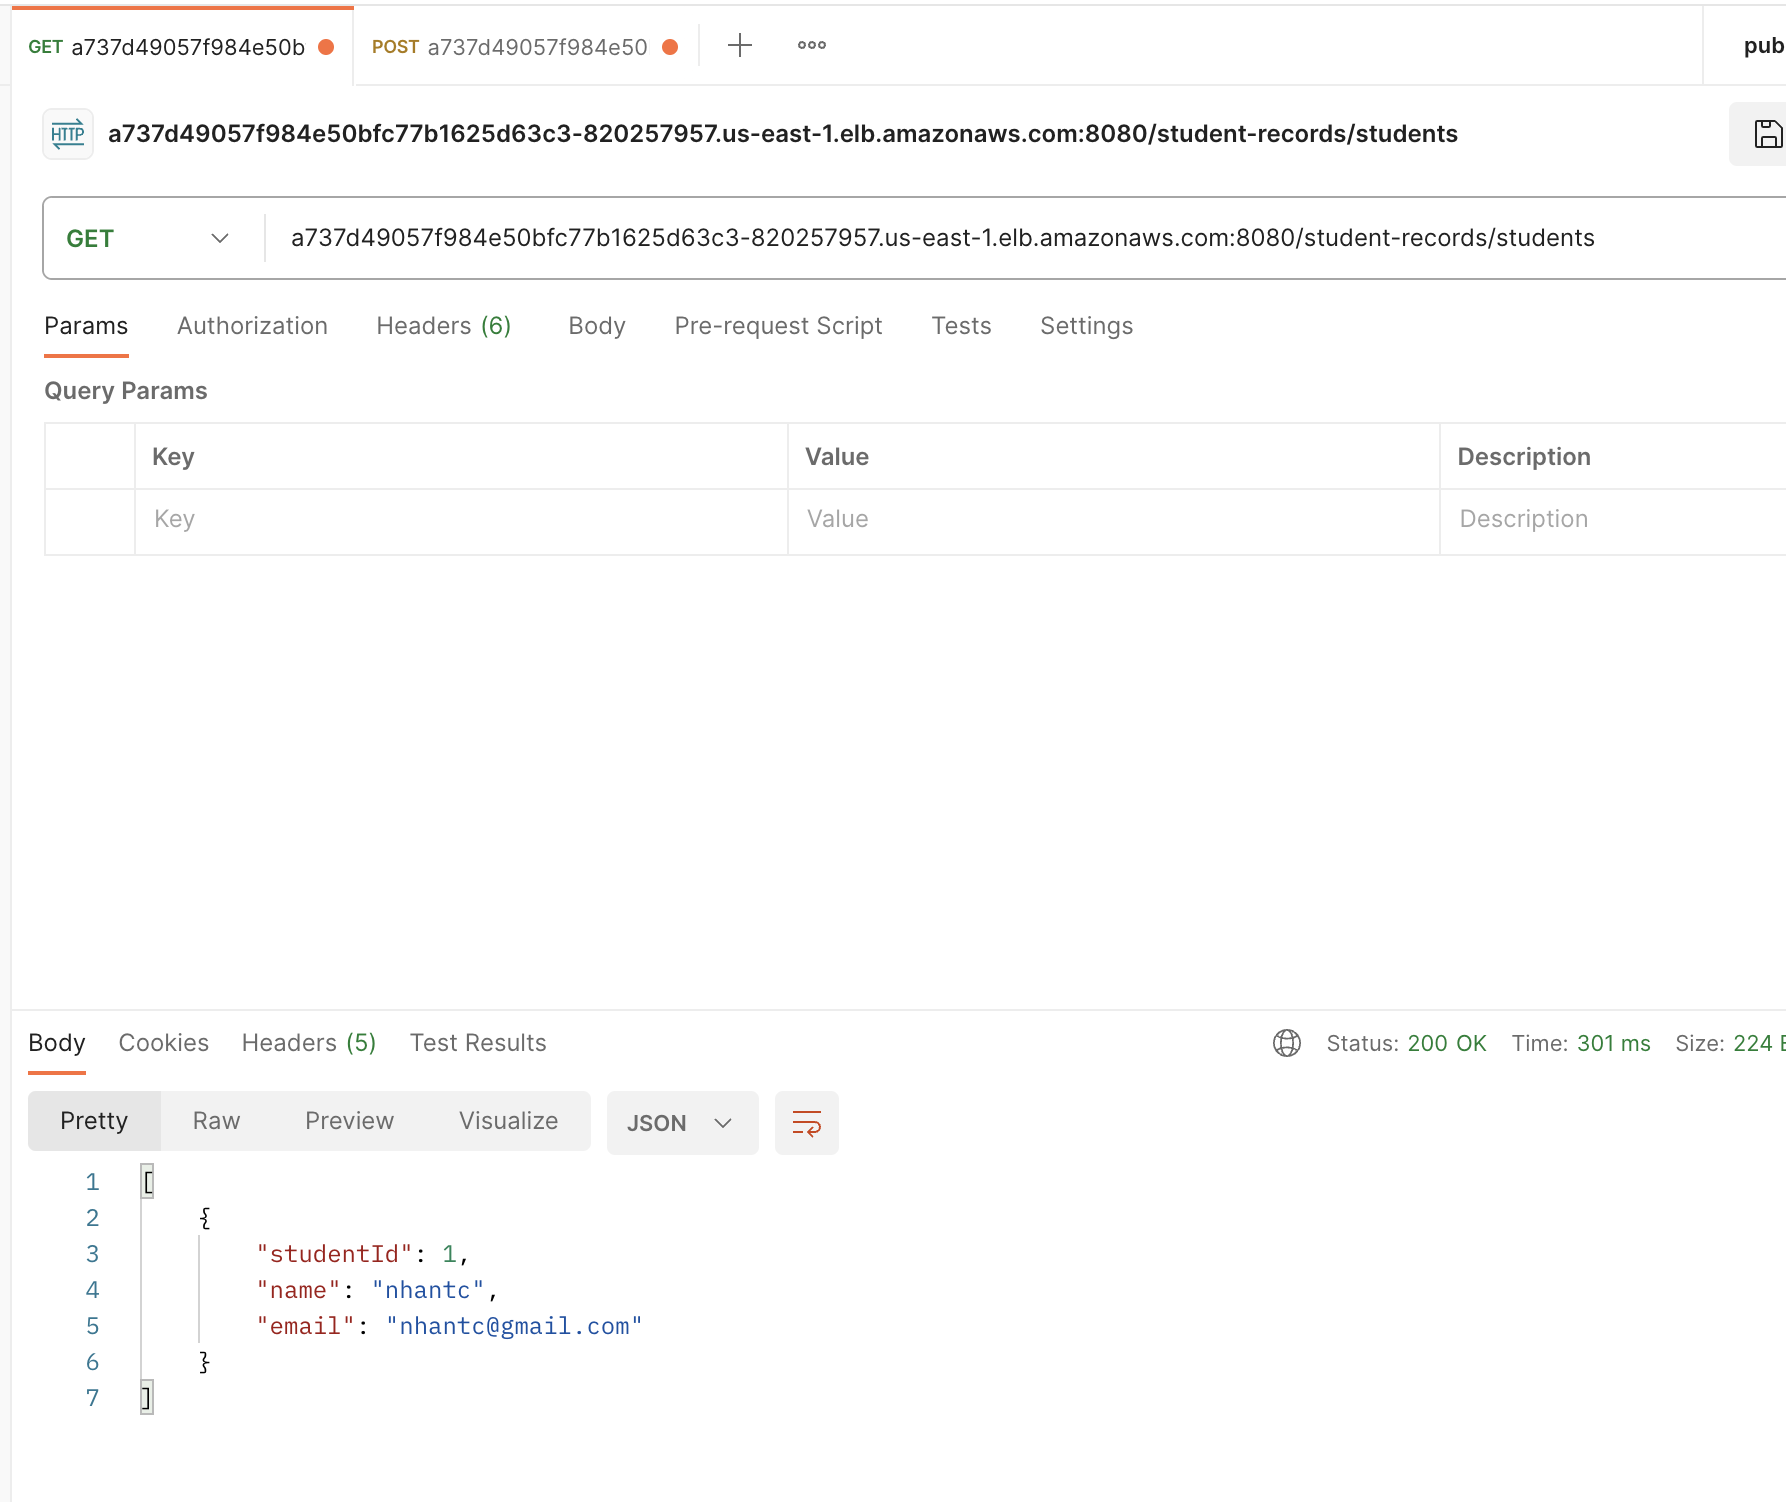 GET a737d49057f984e50b POST a737d49057f984e50 pub
HTTP a737d49057f984e50bfc77b1625d63c3-820257957.us-east-1.elb.amazonaws.com:8080/student-records/students
GET a737d49057f984e50bfc77b1625d63c3-820257957.us-east-1.elb.amazonaws.com:8080/student-records/students
Params Authorization Headers (6) Body Pre-request Script Tests Settings
Query Params
Key Value Description
Key Value Description
Body Cookies Headers (5) Test Results Status: 200 OK Time: 301 ms Size: 224
Pretty Raw Preview Visualize JSON
1 [
2 {
3 "studentId": 1,
4 "name": "nhantc",
5 "email": "nhantc@gmail.com"
6 }
7 ]